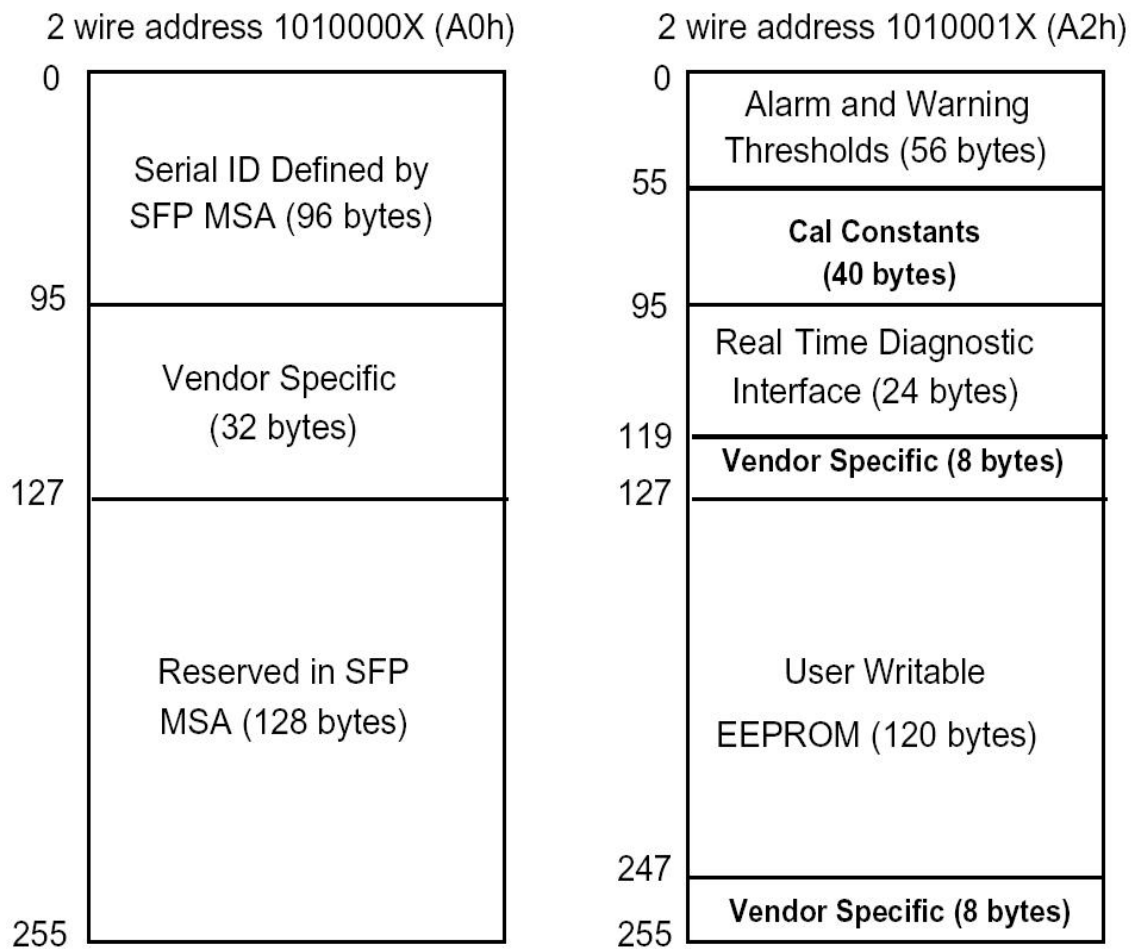 2 wire address 1010000X (A0h)
0
Serial ID Defined by
SFP MSA (96 bytes)
95
Vendor Specific
(32 bytes)
127
Reserved in SFP
MSA (128 bytes)
255
2 wire address 1010001X (A2h)
0
Alarm and Warning
Thresholds (56 bytes)
55
Cal Constants
(40 bytes)
95
Real Time Diagnostic
Interface (24 bytes)
119
Vendor Specific (8 bytes)
127
User Writable
EEPROM (120 bytes)
247
Vendor Specific (8 bytes)
255